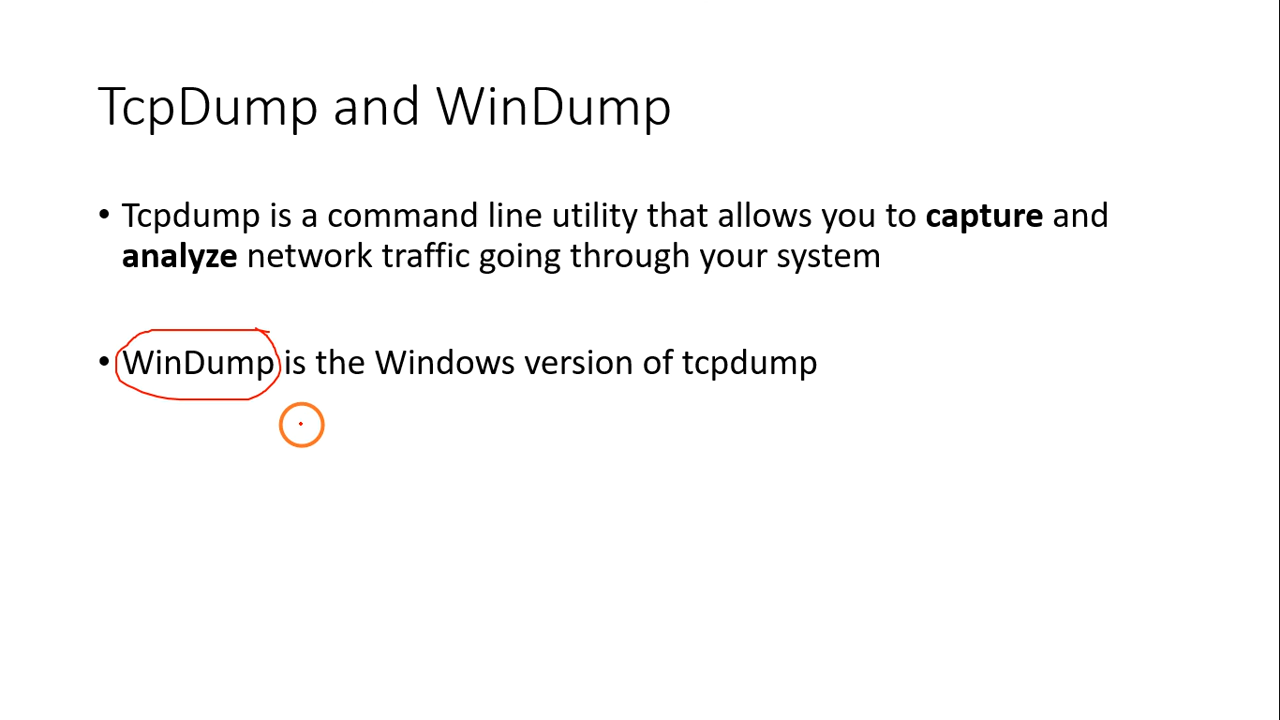 TcpDump and WinDump
• Tcpdump is a command line utility that allows you to capture and
analyze network traffic going through your system
• WinDump is the Windows version of tcpdump